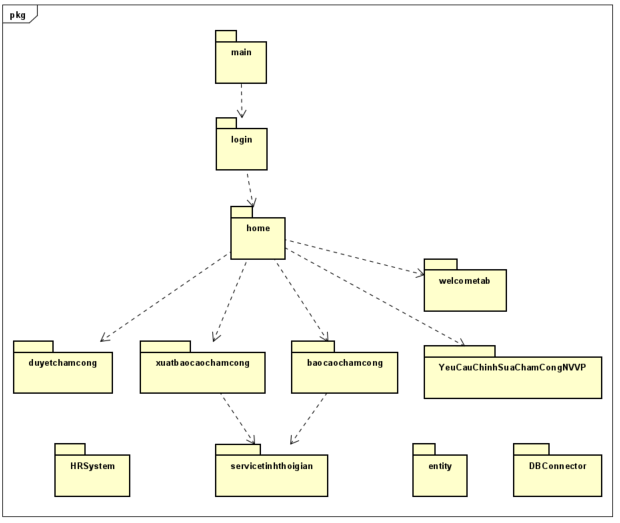 pkg
main
login
home
welcometab
duyetchamcong
xuatbaocaochamcong
baocaochamcong
YeuCauChinhSuaChamCongNVVP
HRSystem
servicetinhthoigian
entity
DBConnector